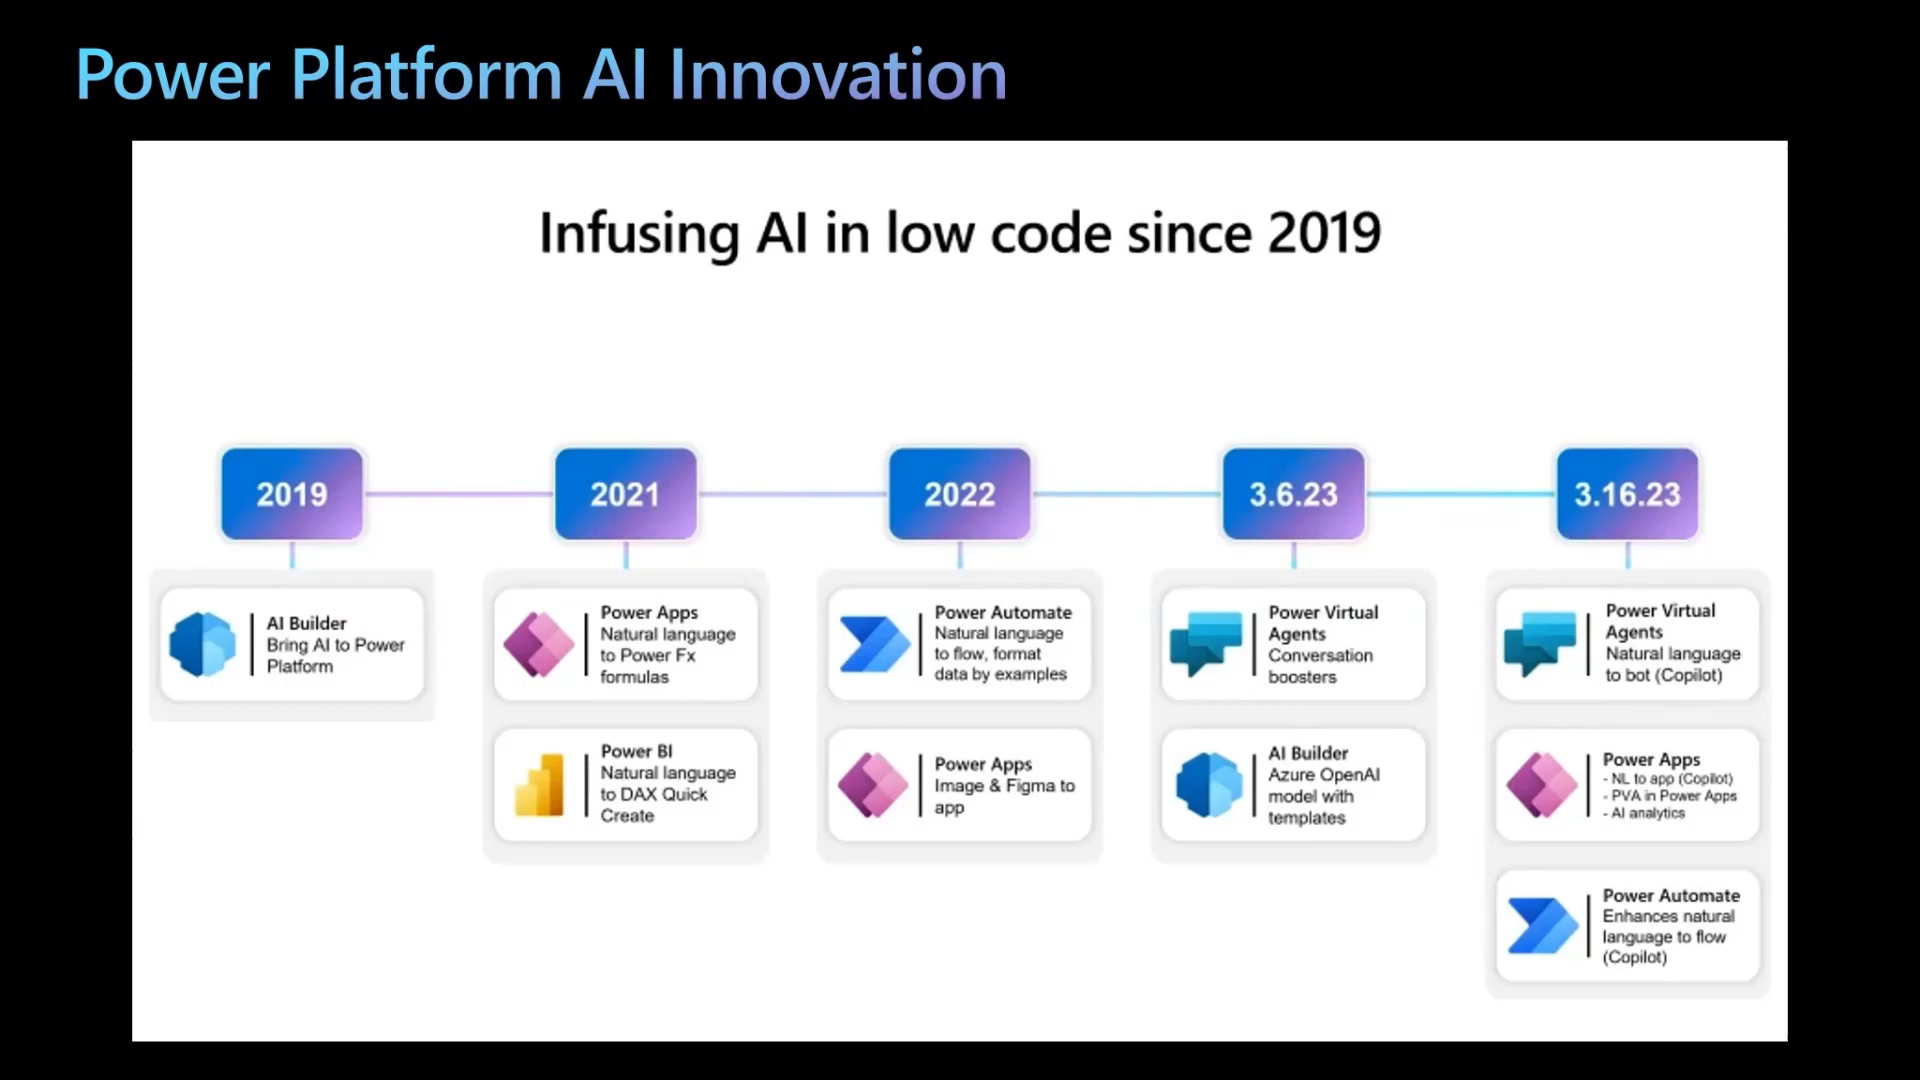 Power Platform AI Innovation
Infusing AI in low code since 2019
2019
2021
2022
3.6.23
3.16.23
AI Builder
Bring AI to Power
Platform
Power Apps
Natural language
to Power Fx
formulas
Power BI
Natural language
to DAX Quick
Create
Power Automate
Natural language
to flow, format
data by examples
Power Apps
Image & Figma to
app
Power Virtual
Agents
Conversation
boosters
AI Builder
Azure OpenAI
model with
templates
Power Virtual
Agents
Natural language
to bot (Copilot)
Power Apps
- NL to app (Copilot)
- PVA in Power Apps
- AI analytics
Power Automate
Enhances natural
language to flow
(Copilot)